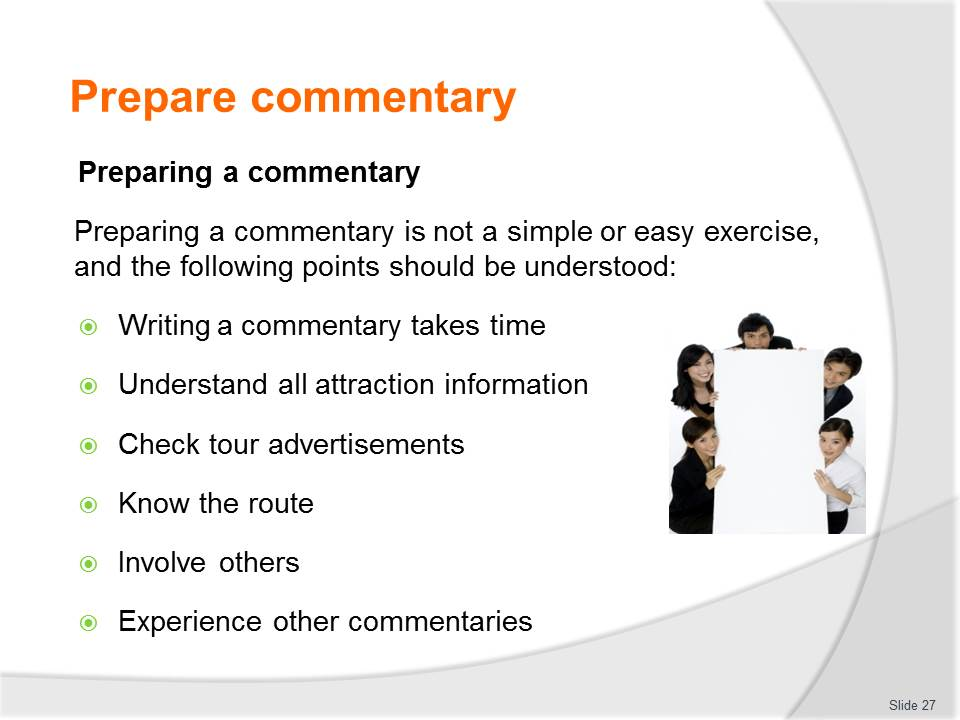 Prepare commentary
Preparing a commentary
Preparing a commentary is not a simple or easy exercise,
and the following points should be understood:
Writing a commentary takes time
Understand all attraction information
Check tour advertisements
Know the route
Involve others
Experience other commentaries
Slide 27